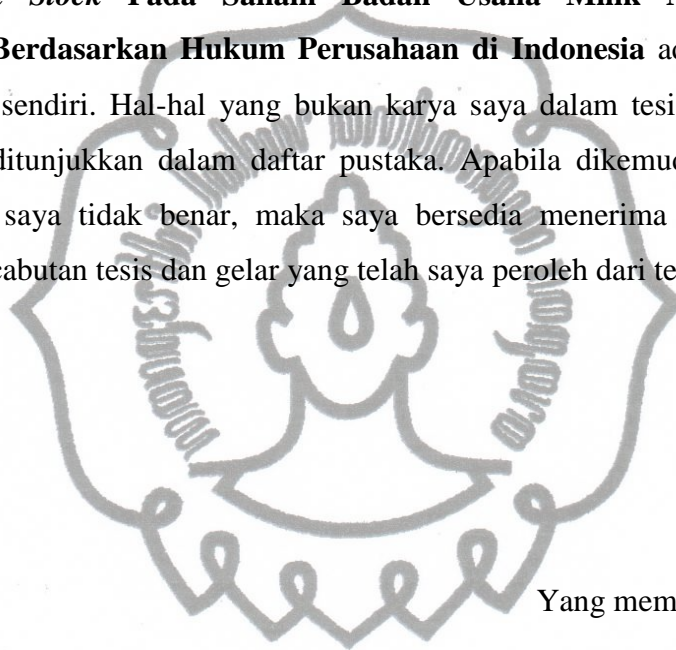 Stock Pada Saham Badan Usaha Milik
Berdasarkan Hukum Perusahaan di Indonesia ad
sendiri. Hal-hal yang bukan karya saya dalam tesis
ditunjukkan dalam daftar pustaka. Apabila dikemud
saya tidak benar, maka saya bersedia menerima
cabutan tesis dan gelar yang telah saya peroleh dari te
Yang mem